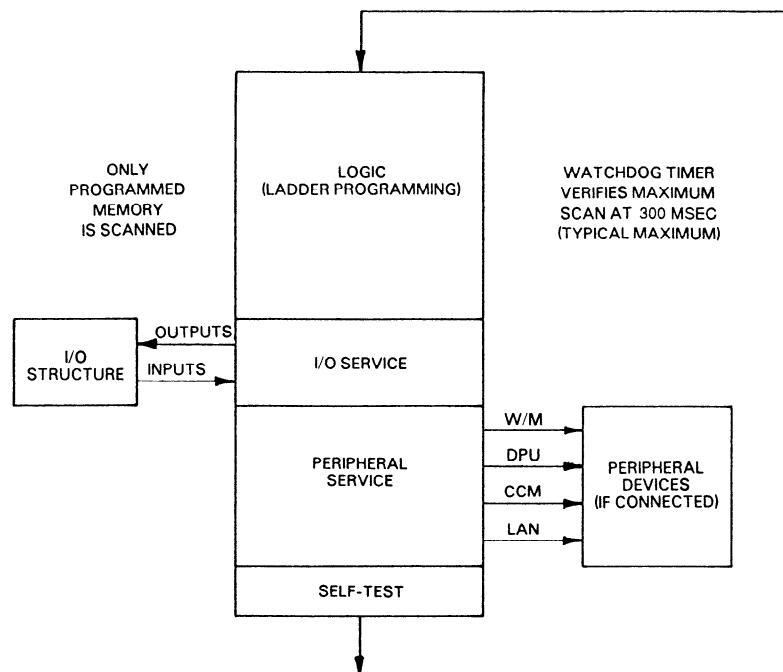 ONLY
PROGRAMMED
MEMORY
IS SCANNED
LOGIC
(LADDER PROGRAMMING)
WATCHDOG TIMER
VERIFIES MAXIMUM
SCAN AT 300 MSEC
(TYPICAL MAXIMUM)
I/O
STRUCTURE
OUTPUTS
INPUTS
I/O SERVICE
PERIPHERAL
SERVICE
W/M
DPU
CCM
LAN
PERIPHERAL
DEVICES
(IF CONNECTED)
SELF-TEST